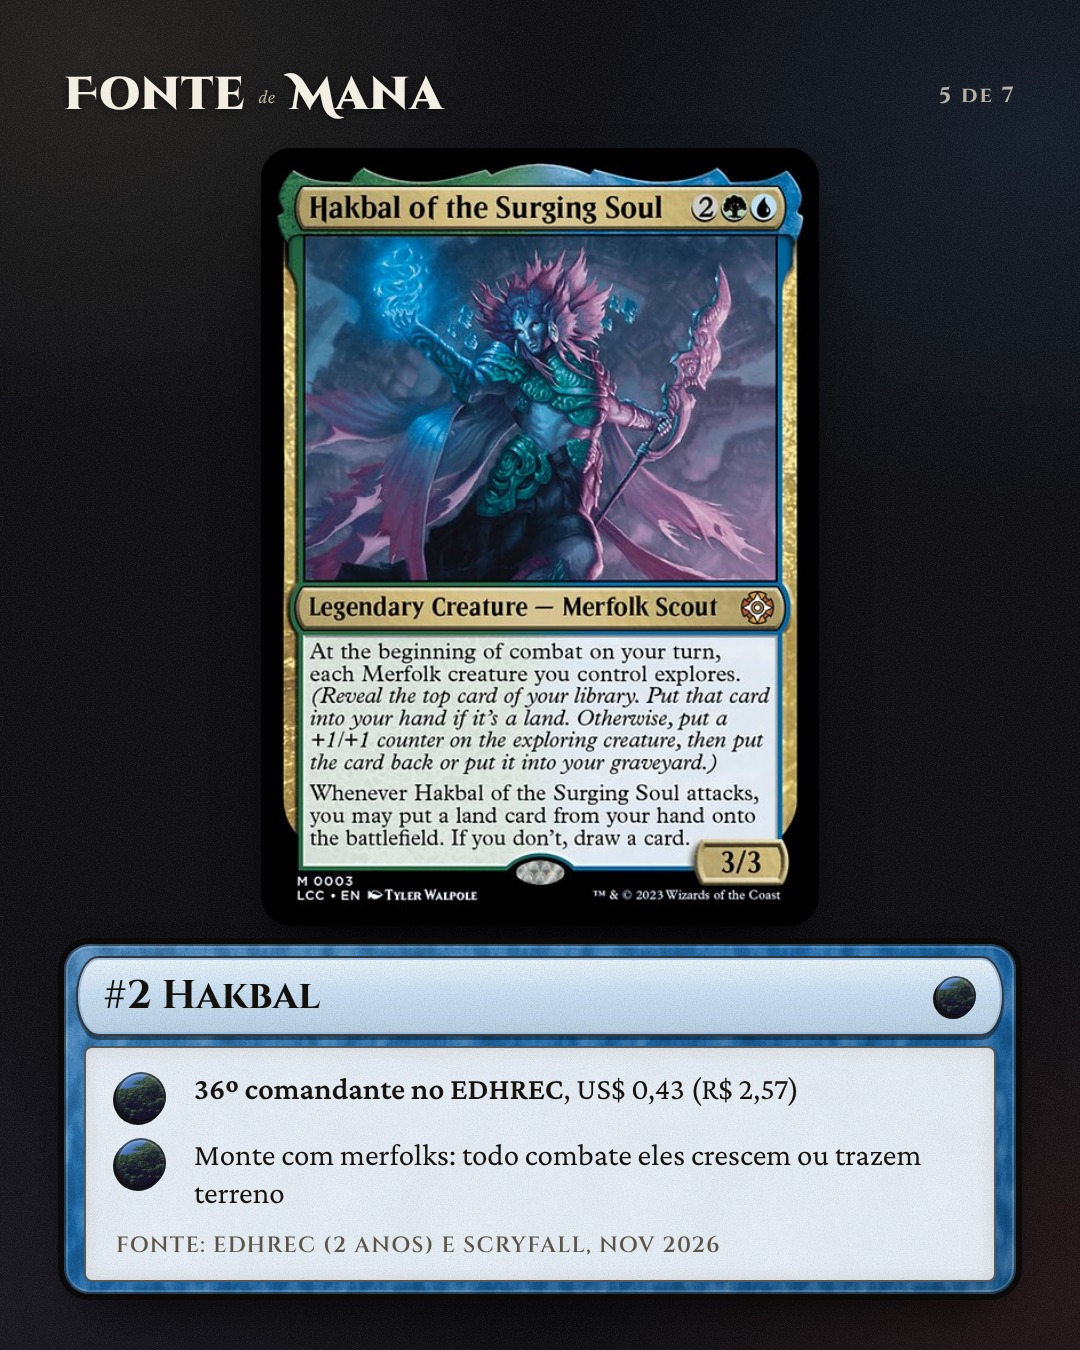 Fonte de Mana
5 de 7
Hakbal of the Surging Soul 2
Legendary Creature — Merfolk Scout
At the beginning of combat on your turn,
each Merfolk creature you control explores.
(Reveal the top card of your library. Put that card
into your hand if it's a land. Otherwise, put a
+1/+1 counter on the exploring creature, then put
the card back or put it into your graveyard.)
Whenever Hakbal of the Surging Soul attacks,
you may put a land card from your hand onto
the battlefield. If you don't, draw a card.
3/3
M 0003
LCC • EN Tyler Walpole
™ & © 2023 Wizards of the Coast
#2 Hakbal
36º comandante no EDHREC, US$ 0,43 (R$ 2,57)
Monte com merfolks: todo combate eles crescem ou trazem
terreno
FONTE: EDHREC (2 ANOS) E SCRYFALL, NOV 2026